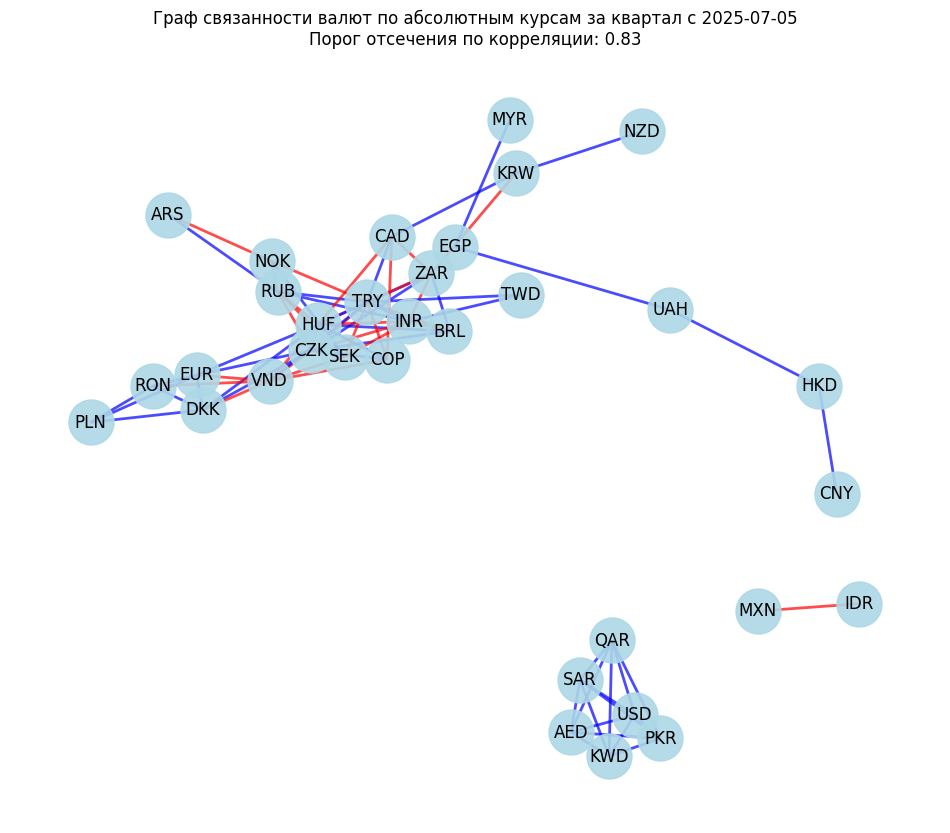 Граф связанности валют по абсолютным курсам за квартал с 2025-07-05
Порог отсечения по корреляции: 0.83
MYR
NZD
KRW
ARS
CAD
EGP
NOK
ZAR
RUB
TRY
TWD
UAH
HUF
INR
BRL
CZK
SEK
COP
EUR
VND
RON
HKD
DKK
PLN
CNY
MXN
IDR
QAR
SAR
USD
AED
PKR
KWD